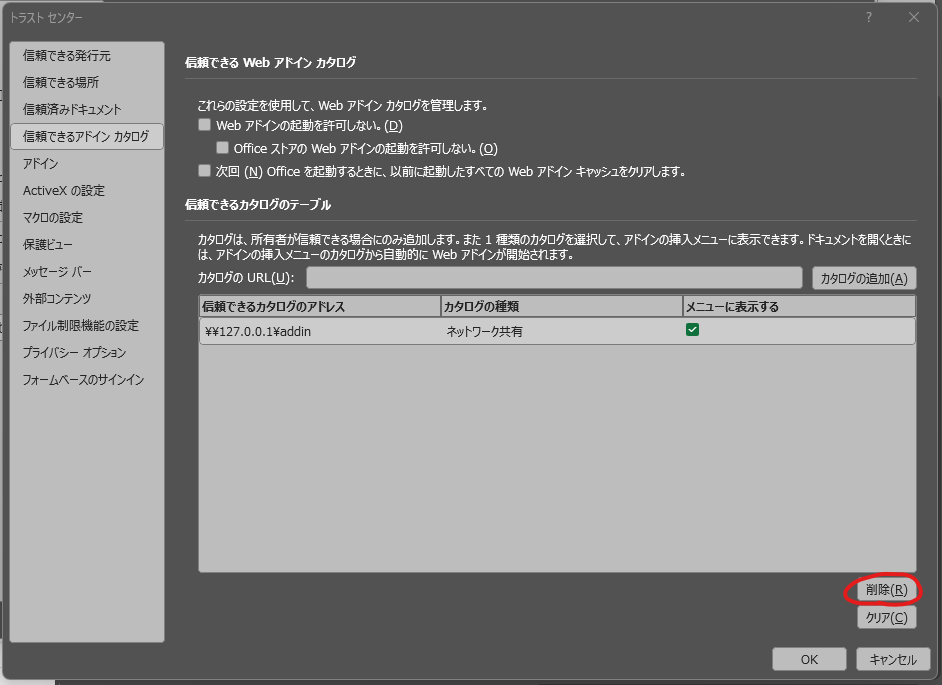 トラスト センター
?
信頼できる発行元
信頼できる場所
信頼済みドキュメント
信頼できるアドイン カタログ
アドイン
ActiveX の設定
マクロの設定
保護ビュー
メッセージ バー
外部コンテンツ
ファイル制限機能の設定
プライバシー オプション
フォームベースのサインイン
信頼できる Web アドイン カタログ
これらの設定を使用して、Web アドイン カタログを管理します。
Web アドインの起動を許可しない。(D)
Office ストアの Web アドインの起動を許可しない。(O)
次回 (N) Office を起動するときに、以前に起動したすべての Web アドイン キャッシュをクリアします。
信頼できるカタログのテーブル
カタログは、所有者が信頼できる場合にのみ追加します。また 1 種類のカタログを選択して、アドインの挿入メニューに表示できます。ドキュメントを開くときに
は、アドインの挿入メニューのカタログから自動的に Web アドインが開始されます。
カタログの URL(U):
カタログの追加(A)
信頼できるカタログのアドレス カタログの種類 メニューに表示する
¥¥127.0.0.1¥addin ネットワーク共有
削除(R)
クリア(C)
OK キャンセル